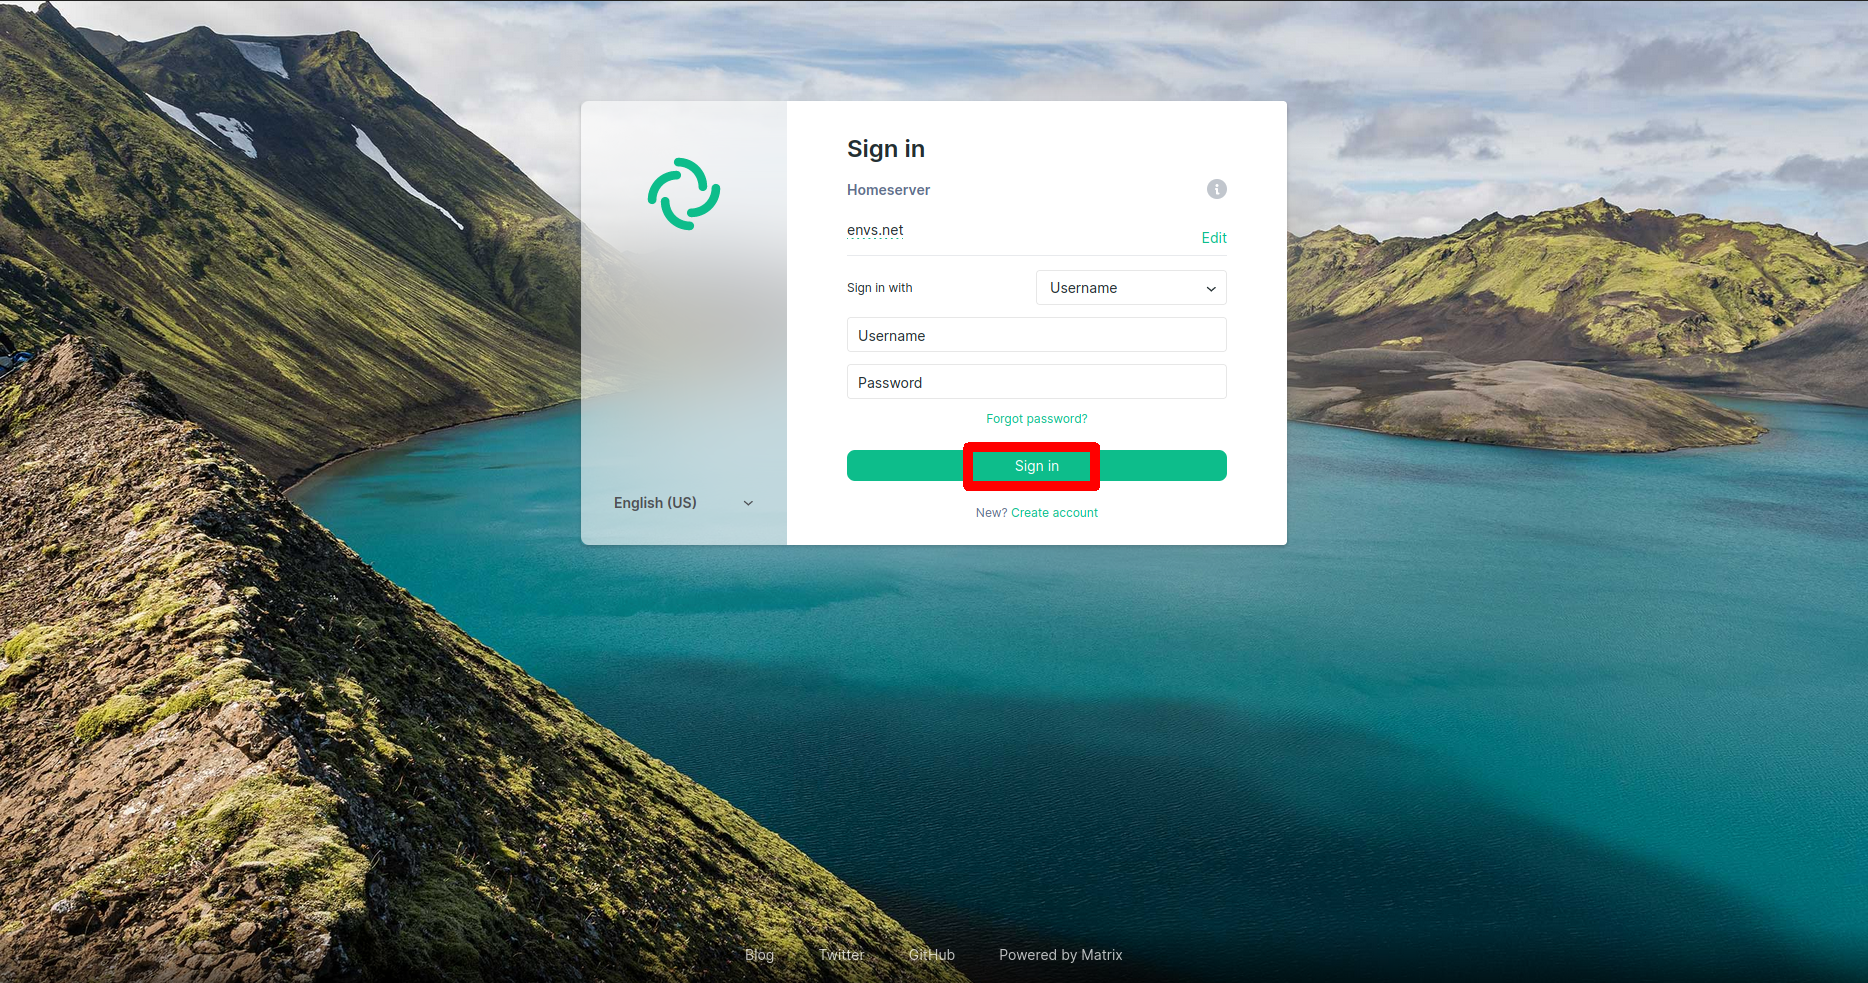 Sign in
Homeserver
envs.net
Edit
Sign in with
Username
Username
Password
Forgot password?
Sign in
New? Create account
English (US)
Blog Twitter GitHub Powered by Matrix